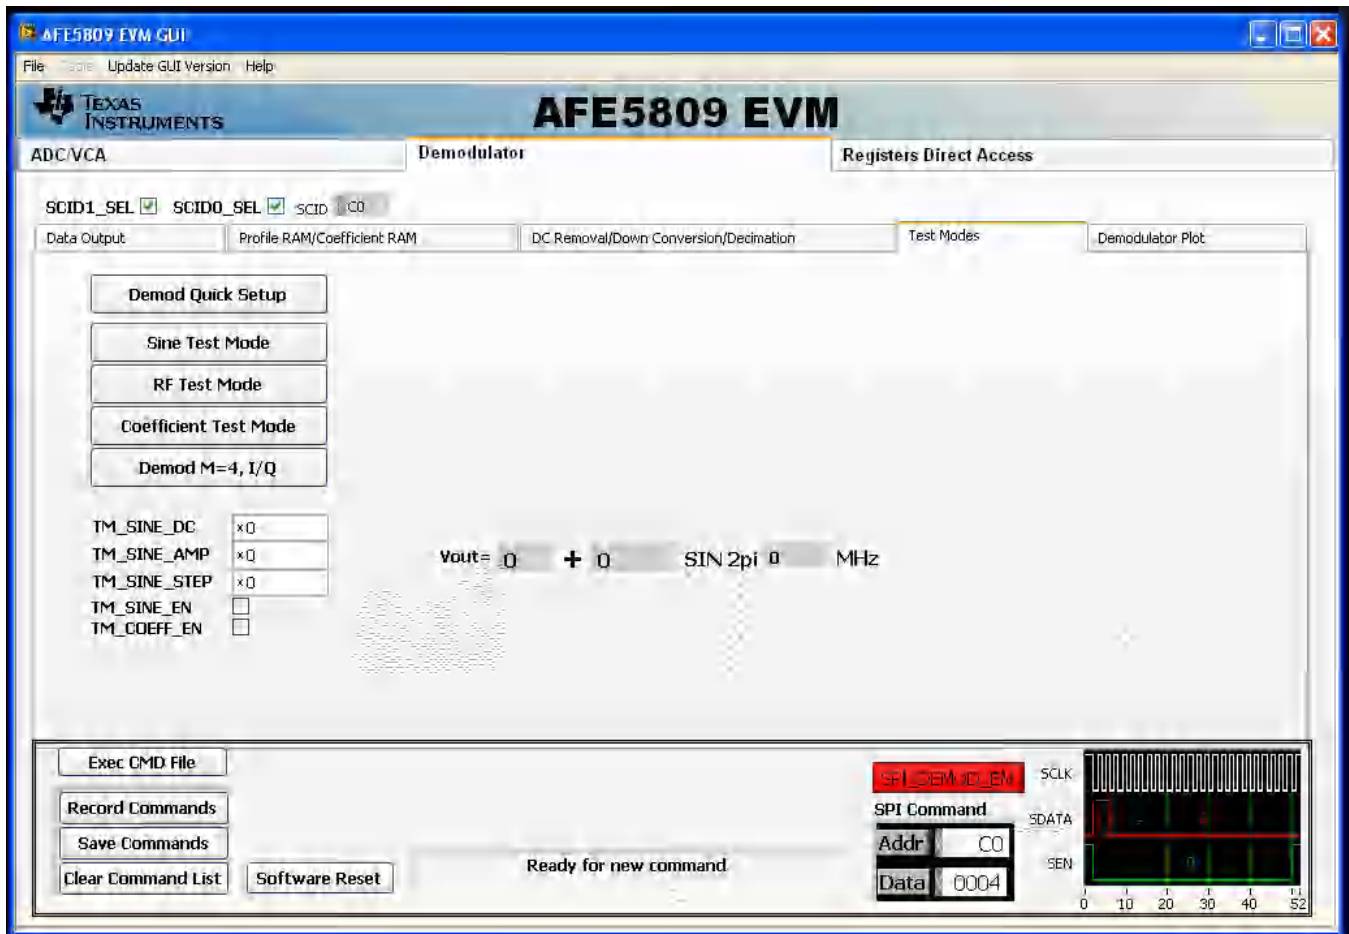 AFE5809 EVM GUI
File Update GUI Version Help
TEXAS INSTRUMENTS
AFE5809 EVM
ADC/VCA Demodulator Registers Direct Access
SCID1_SEL SCID0_SEL SCID C0
Data Output Profile RAM/Coefficient RAM DC Removal/Down Conversion/Decimation Test Modes Demodulator Plot
Demod Quick Setup
Sine Test Mode
RF Test Mode
Coefficient Test Mode
Demod M=4, I/Q
TM_SINE_DC x0
TM_SINE_AMP x0
TM_SINE_STEP x0
TM_SINE_EN
TM_COEFF_EN
Vout= 0 + 0 SIN 2pi 0 MHz
Exec CMD File
Record Commands
Save Commands
Clear Command List Software Reset
Ready for new command
SPI_DEMOD_EN
SPI Command
Addr C0
Data 0004
SCLK
SDATA
SEN
0 10 20 30 40 52